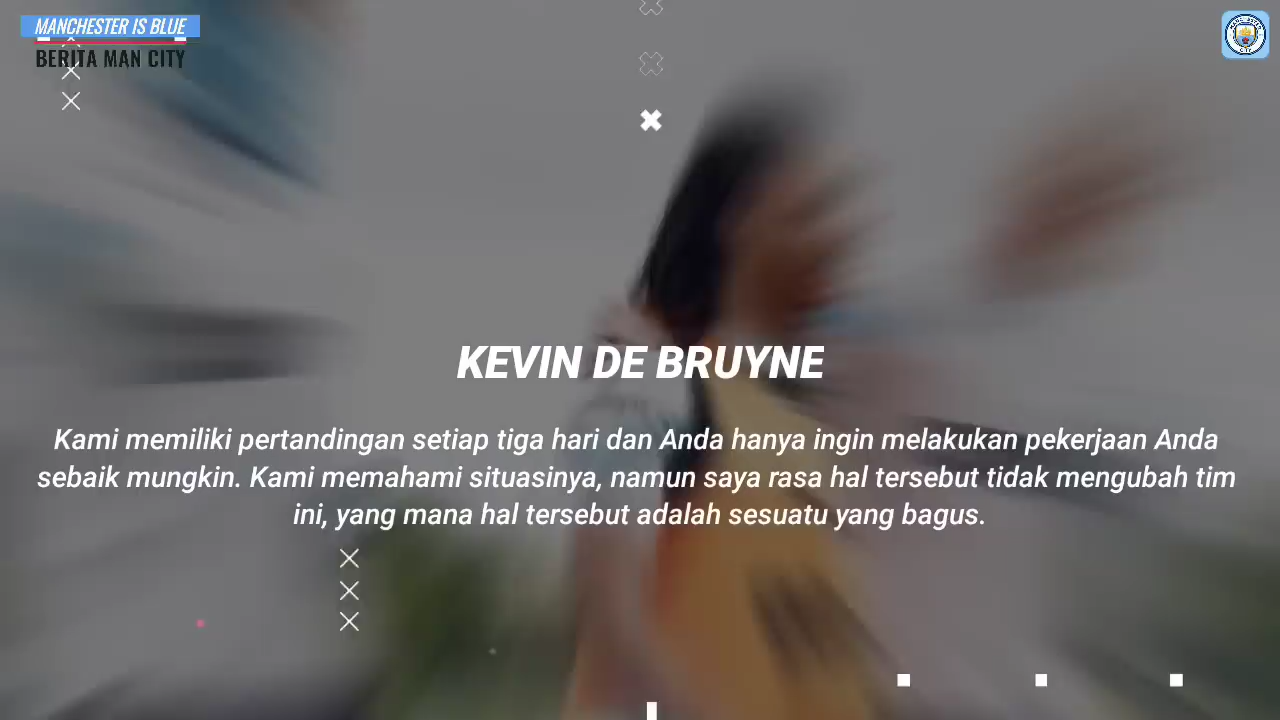 MANCHESTER IS BLUE
BERITA MAN CITY
KEVIN DE BRUYNE
Kami memiliki pertandingan setiap tiga hari dan Anda hanya ingin melakukan pekerjaan Anda
sebaik mungkin. Kami memahami situasinya, namun saya rasa hal tersebut tidak mengubah tim
ini, yang mana hal tersebut adalah sesuatu yang bagus.